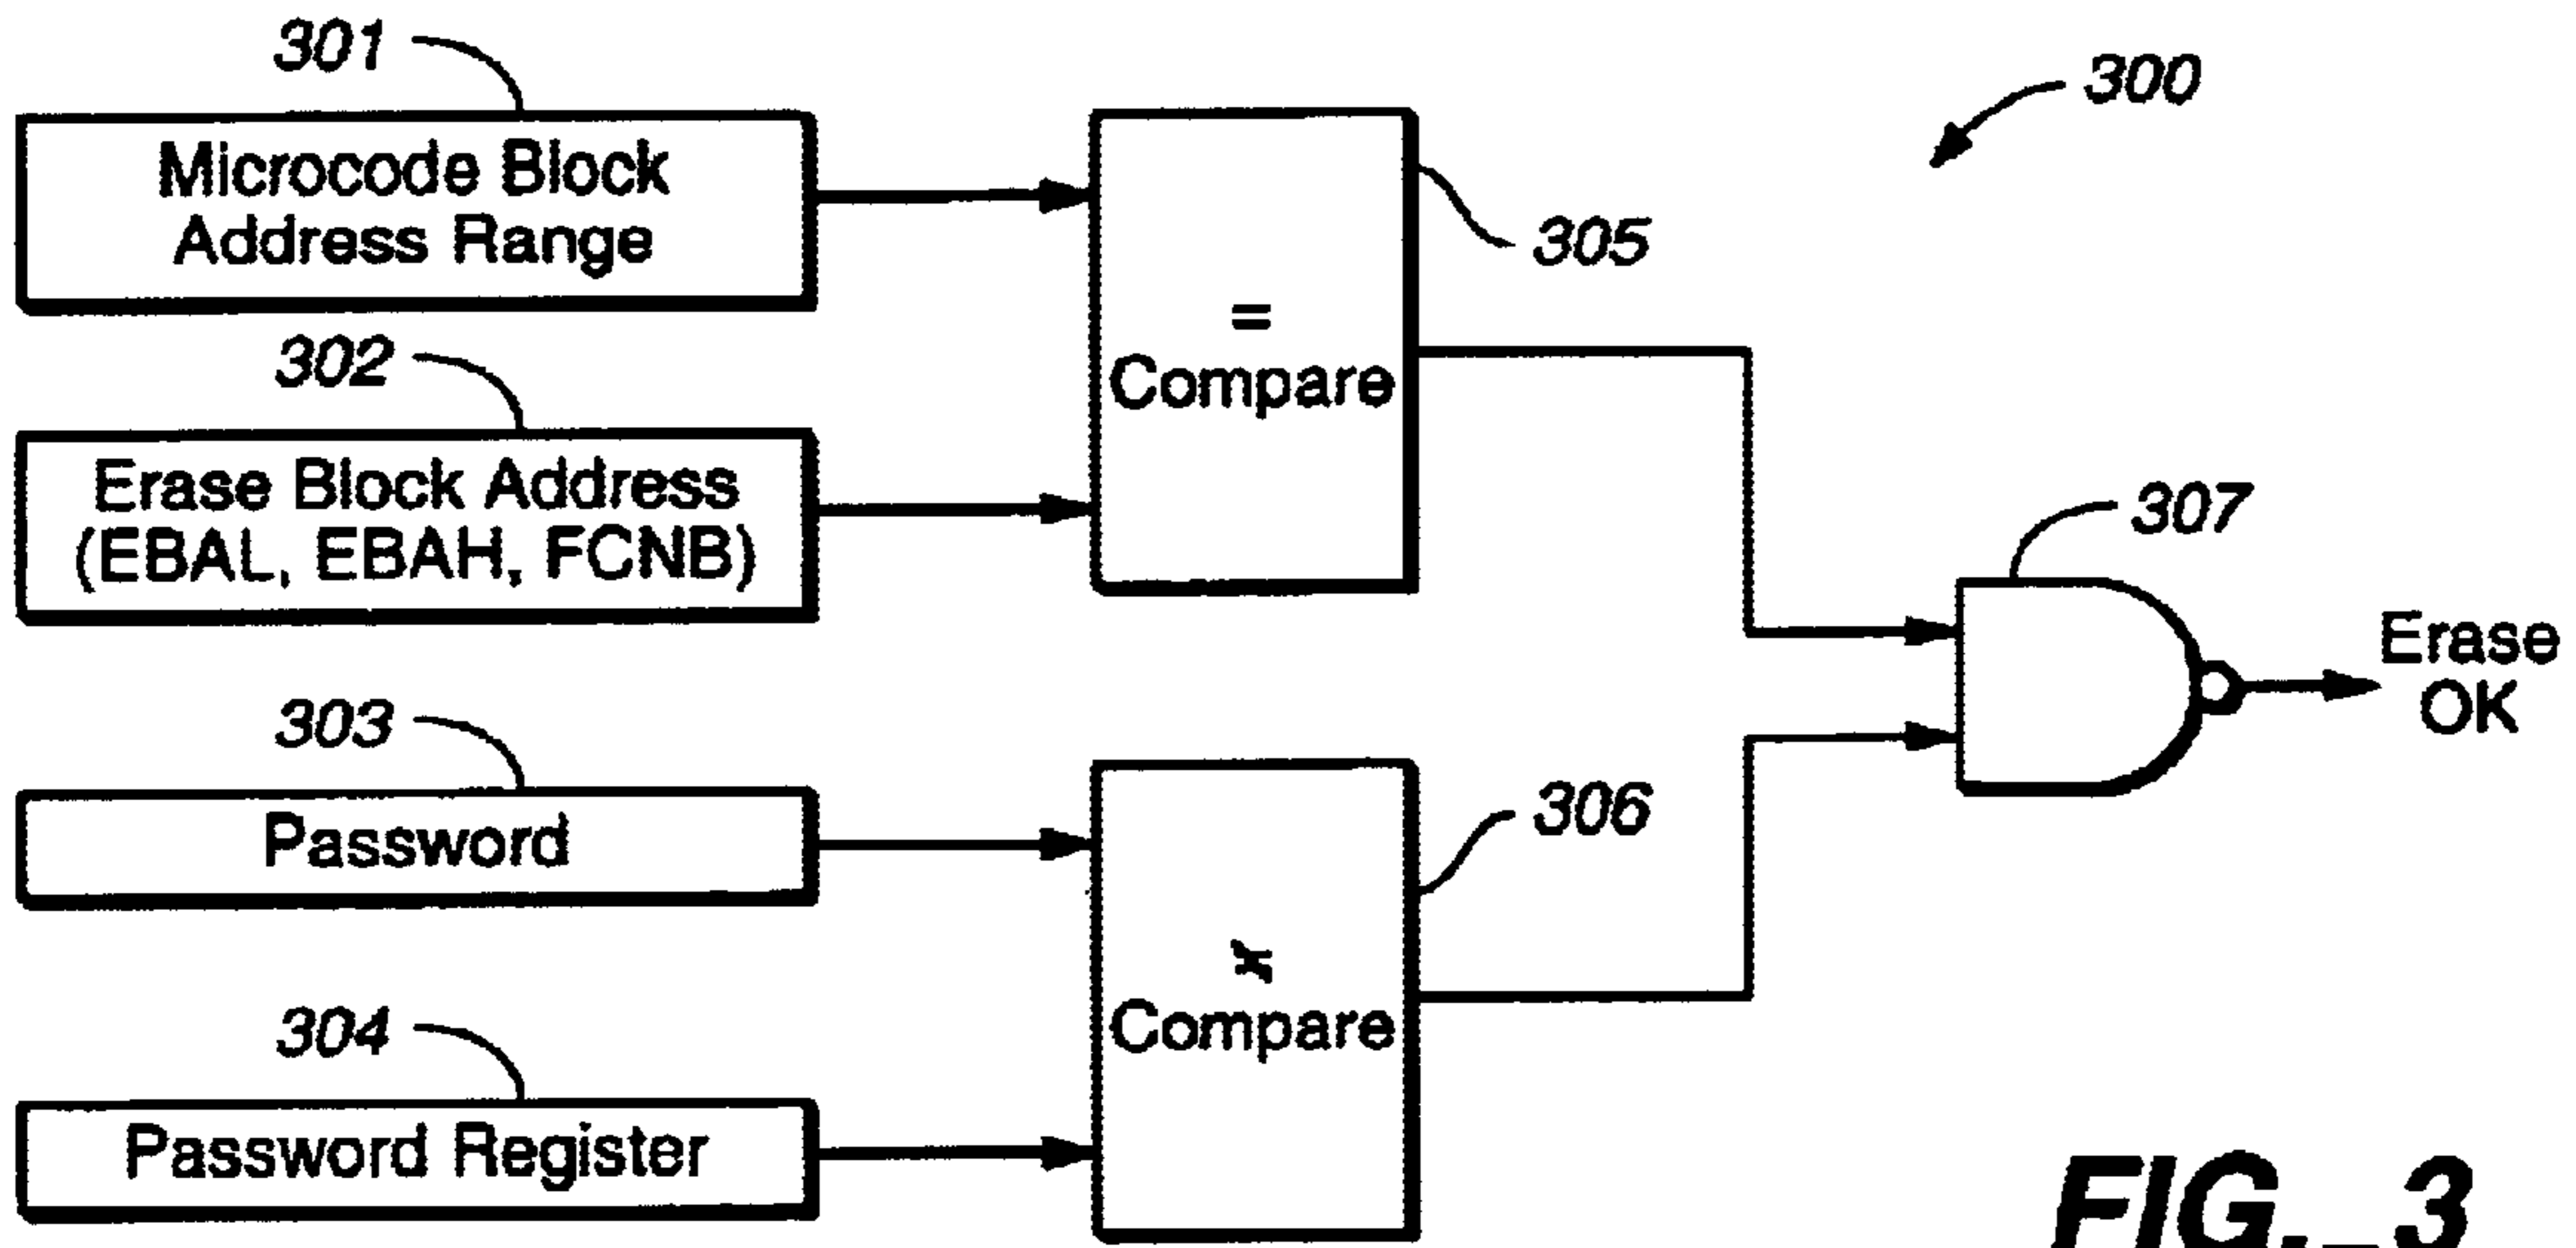 301
Microcode Block
Address Range
300
305
=
Compare
302
Erase Block Address
(EBAL, EBAH, FCNB)
307
Erase
OK
303
Password
306
≠
Compare
304
Password Register
FIG._3